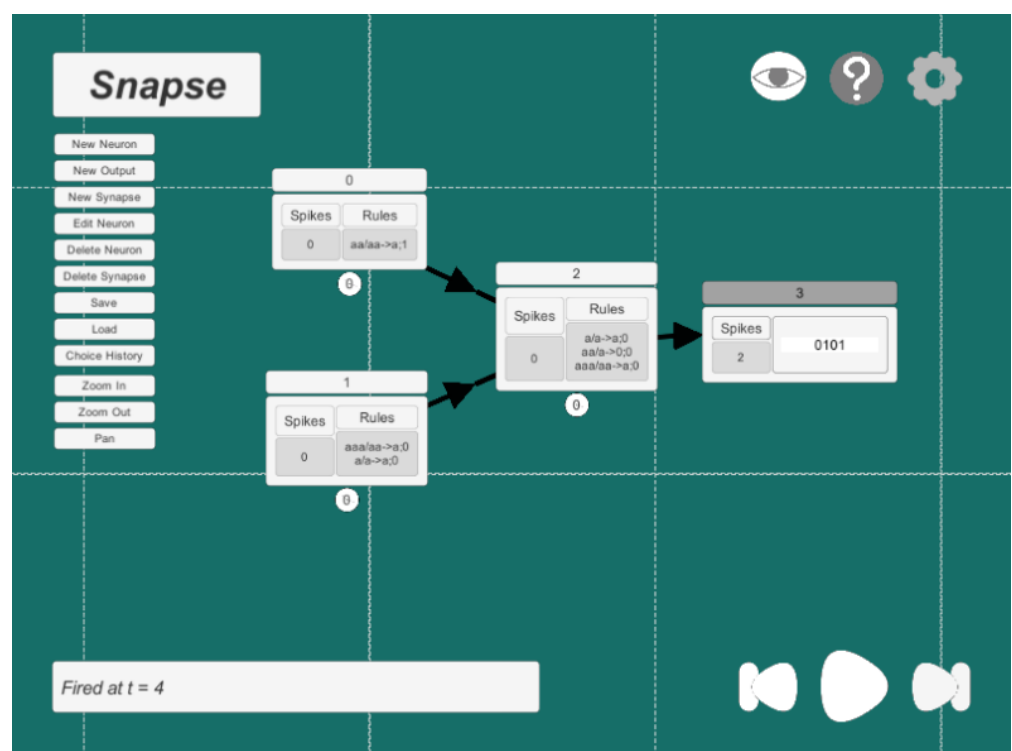 Snapse
?
New Neuron
New Output
New Synapse
Edit Neuron
Delete Neuron
Delete Synapse
Save
Load
Choice History
Zoom In
Zoom Out
Pan
0
Spikes Rules
0 aa/aa->a;1
0
1
Spikes Rules
0
aaa/aa->a;0
a/a->a;0
0
2
Spikes Rules
0
a/a->a;0
aa/a->0;0
aaa/aa->a;0
0
3
Spikes
2
0101
Fired at t = 4